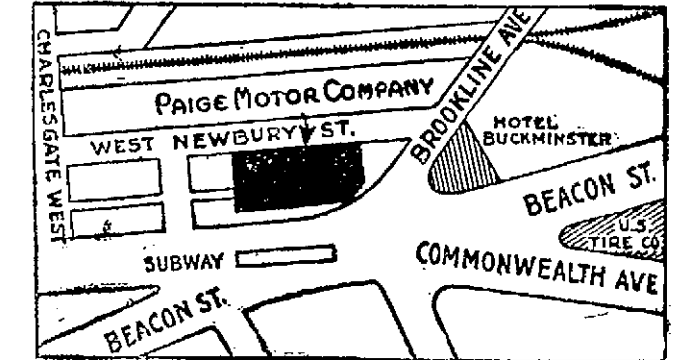 CHARLESGATE WEST
BROOKLINE AVE
PAIGE MOTOR COMPANY
WEST NEWBURY ST.
HOTEL
BUCKMINSTER
BEACON ST.
U.S.
TIRE CO
SUBWAY
COMMONWEALTH AVE
BEACON ST.